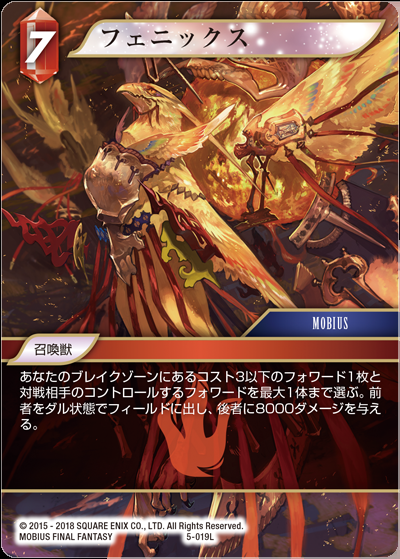 7
フェニックス
MOBIUS
召喚獣
あなたのブレイクゾーンにあるコスト3以下のフォワード1枚と
対戦相手のコントロールするフォワードを最大1体まで選ぶ。前
者をダル状態でフィールドに出し、後者に8000ダメージを与え
る。
© 2015 - 2018 SQUARE ENIX CO., LTD. All Rights Reserved.
MOBIUS FINAL FANTASY 5-019L